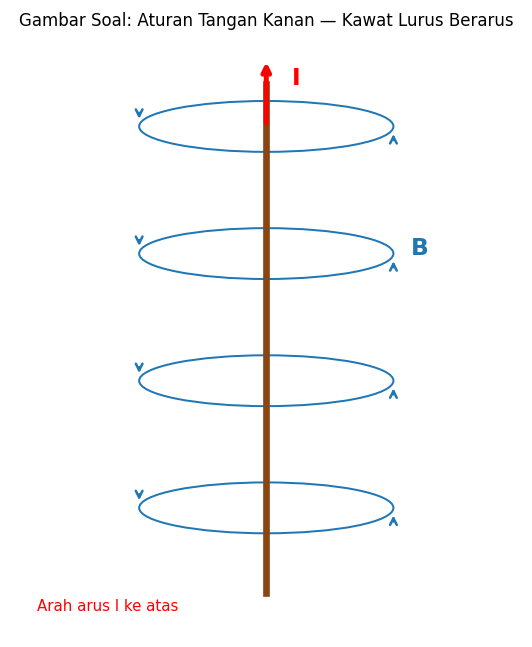 Gambar Soal: Aturan Tangan Kanan — Kawat Lurus Berarus
I
B
Arah arus I ke atas